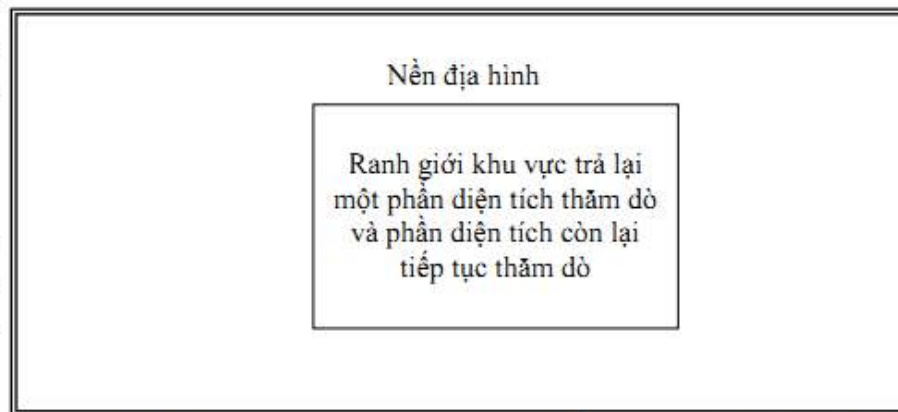 Nền địa hình
Ranh giới khu vực trả lại
một phần diện tích thăm dò
và phần diện tích còn lại
tiếp tục thăm dò